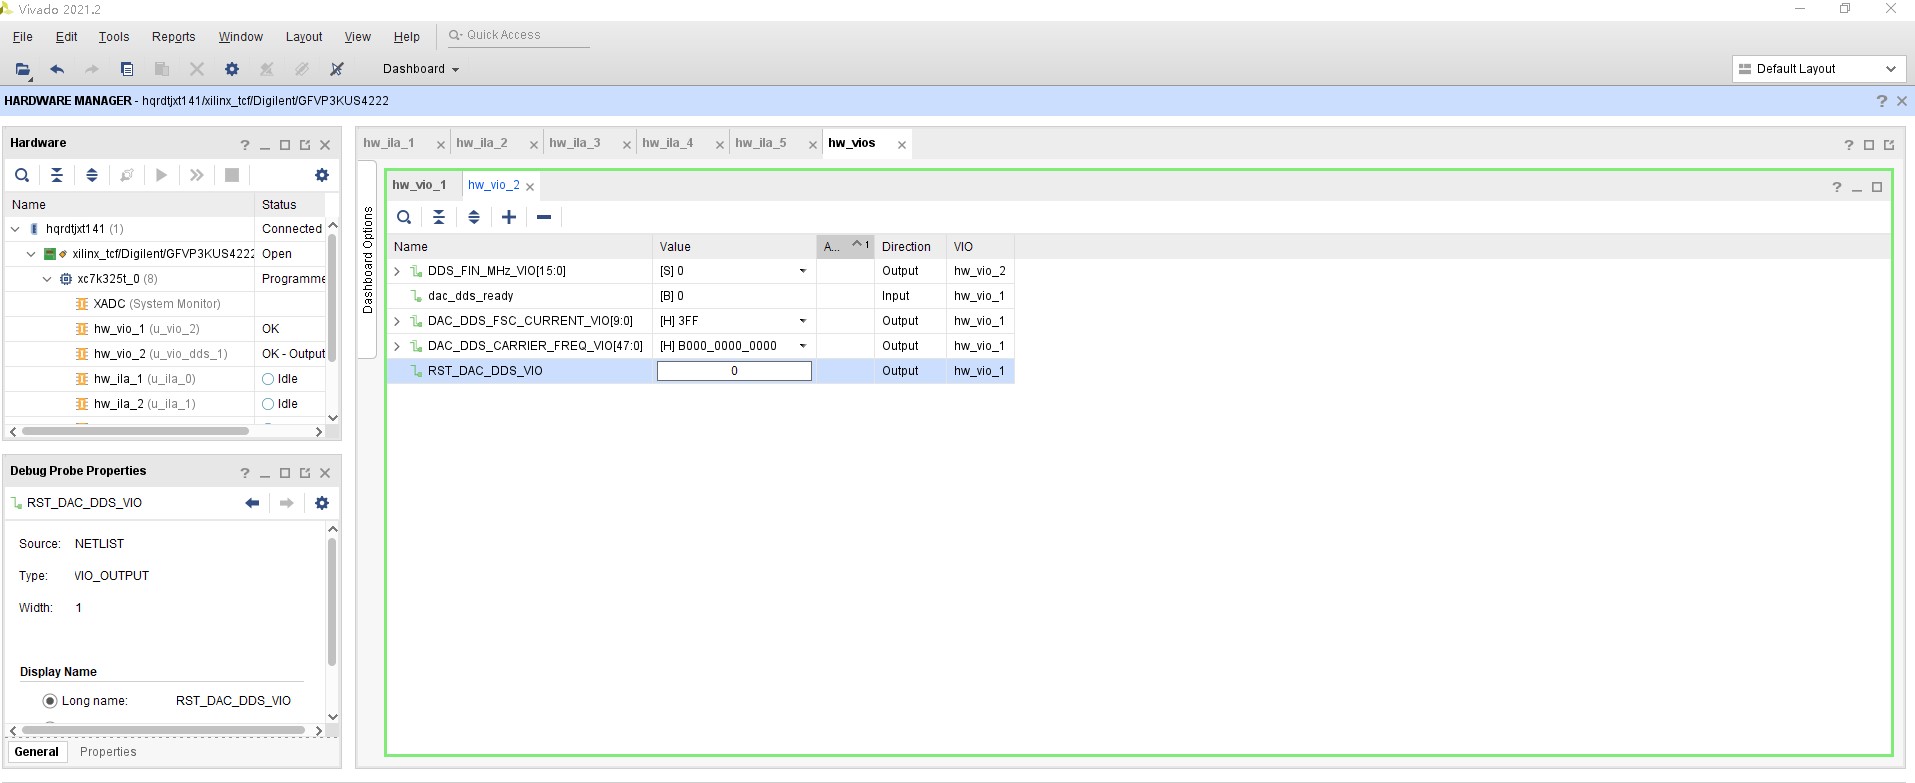 Vivado 2021.2
File Edit Tools Reports Window Layout View Help Quick Access
Dashboard Default Layout
HARDWARE MANAGER - hqrdtjxt141/xilinx_tcf/Digilent/GFVP3KUS4222
Hardware
Name Status
hqrdtjxt141 (1) Connected
xilinx_tcf/Digilent/GFVP3KUS4222 Open
xc7k325t_0 (8) Programme
XADC (System Monitor)
hw_vio_1 (u_vio_2) OK
hw_vio_2 (u_vio_dds_1) OK - Output
hw_ila_1 (u_ila_0) Idle
hw_ila_2 (u_ila_1) Idle
Debug Probe Properties
RST_DAC_DDS_VIO
Source: NETLIST
Type: VIO_OUTPUT
Width: 1
Display Name
Long name: RST_DAC_DDS_VIO
General Properties
hw_ila_1 hw_ila_2 hw_ila_3 hw_ila_4 hw_ila_5 hw_vios
Dashboard Options
hw_vio_1 hw_vio_2
Name Value A... 1 Direction VIO
DDS_FIN_MHz_VIO[15:0] [S] 0 Output hw_vio_2
dac_dds_ready [B] 0 Input hw_vio_1
DAC_DDS_FSC_CURRENT_VIO[9:0] [H] 3FF Output hw_vio_1
DAC_DDS_CARRIER_FREQ_VIO[47:0] [H] B000_0000_0000 Output hw_vio_1
RST_DAC_DDS_VIO 0 Output hw_vio_1